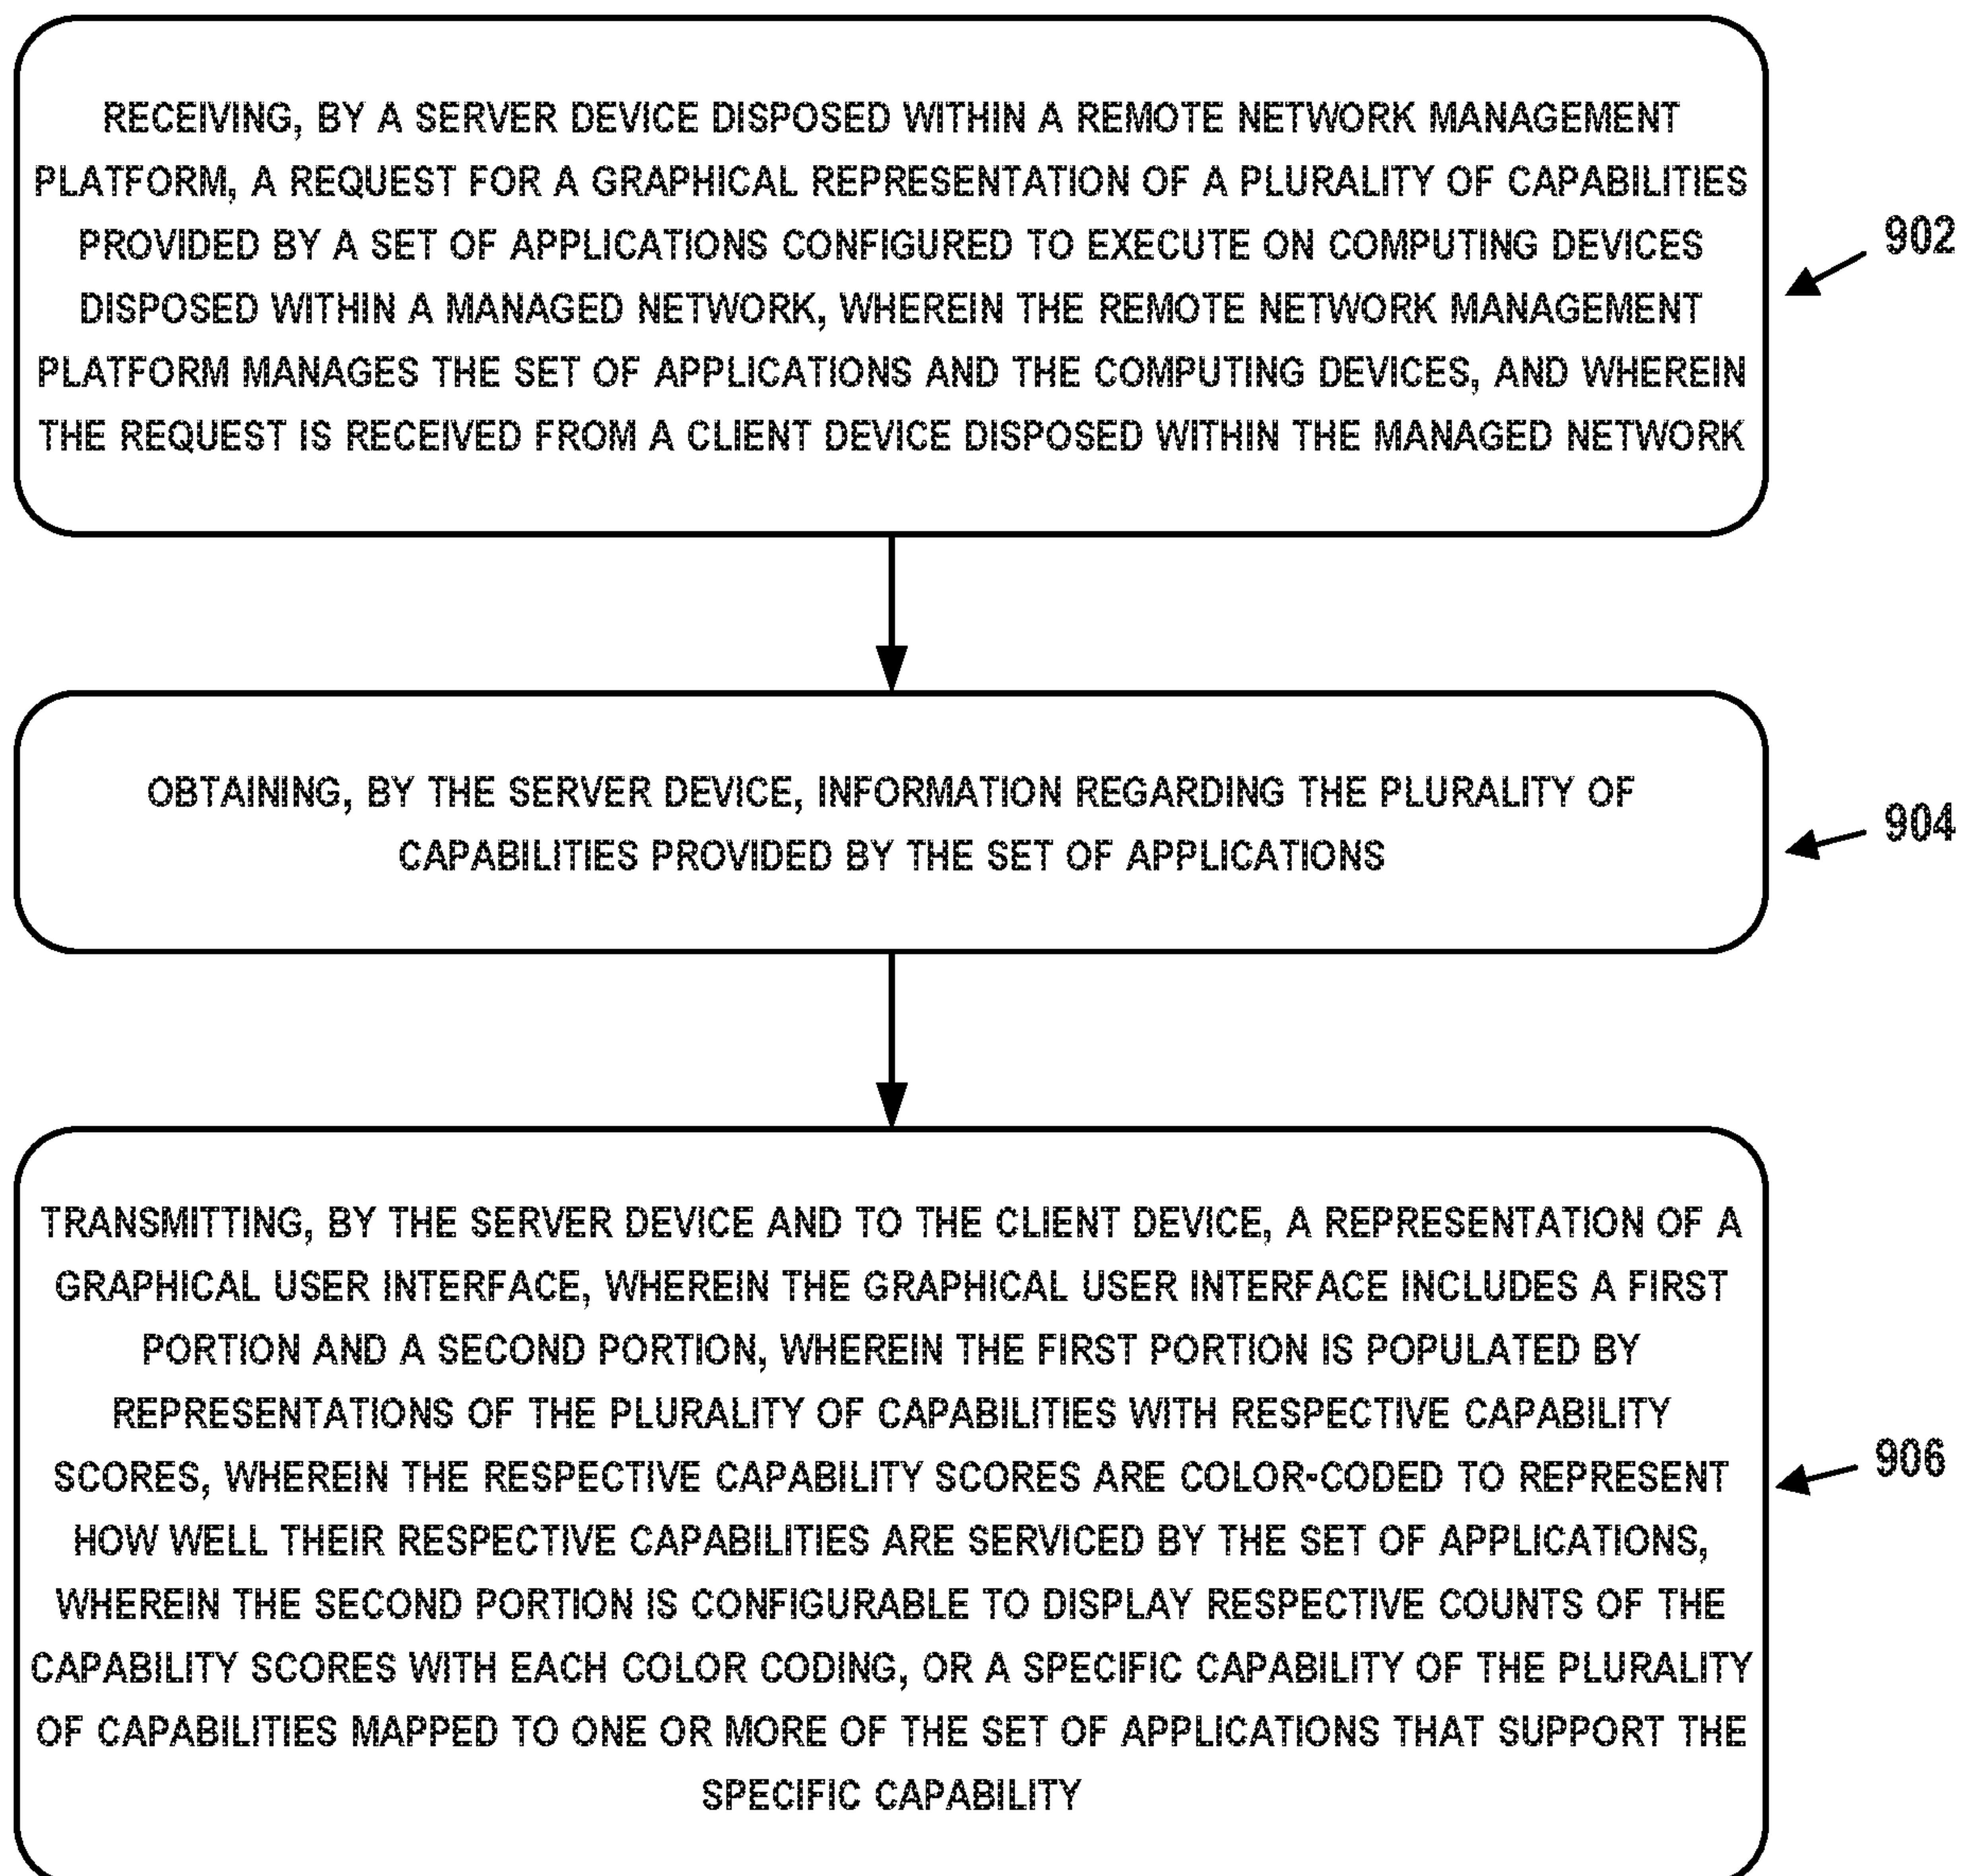 RECEIVING, BY A SERVER DEVICE DISPOSED WITHIN A REMOTE NETWORK MANAGEMENT
PLATFORM, A REQUEST FOR A GRAPHICAL REPRESENTATION OF A PLURALITY OF CAPABILITIES
PROVIDED BY A SET OF APPLICATIONS CONFIGURED TO EXECUTE ON COMPUTING DEVICES
DISPOSED WITHIN A MANAGED NETWORK, WHEREIN THE REMOTE NETWORK MANAGEMENT
PLATFORM MANAGES THE SET OF APPLICATIONS AND THE COMPUTING DEVICES, AND WHEREIN
THE REQUEST IS RECEIVED FROM A CLIENT DEVICE DISPOSED WITHIN THE MANAGED NETWORK
902
OBTAINING, BY THE SERVER DEVICE, INFORMATION REGARDING THE PLURALITY OF
CAPABILITIES PROVIDED BY THE SET OF APPLICATIONS
904
TRANSMITTING, BY THE SERVER DEVICE AND TO THE CLIENT DEVICE, A REPRESENTATION OF A
GRAPHICAL USER INTERFACE, WHEREIN THE GRAPHICAL USER INTERFACE INCLUDES A FIRST
PORTION AND A SECOND PORTION, WHEREIN THE FIRST PORTION IS POPULATED BY
REPRESENTATIONS OF THE PLURALITY OF CAPABILITIES WITH RESPECTIVE CAPABILITY
SCORES, WHEREIN THE RESPECTIVE CAPABILITY SCORES ARE COLOR-CODED TO REPRESENT
HOW WELL THEIR RESPECTIVE CAPABILITIES ARE SERVICED BY THE SET OF APPLICATIONS,
WHEREIN THE SECOND PORTION IS CONFIGURABLE TO DISPLAY RESPECTIVE COUNTS OF THE
CAPABILITY SCORES WITH EACH COLOR CODING, OR A SPECIFIC CAPABILITY OF THE PLURALITY
OF CAPABILITIES MAPPED TO ONE OR MORE OF THE SET OF APPLICATIONS THAT SUPPORT THE
SPECIFIC CAPABILITY
906